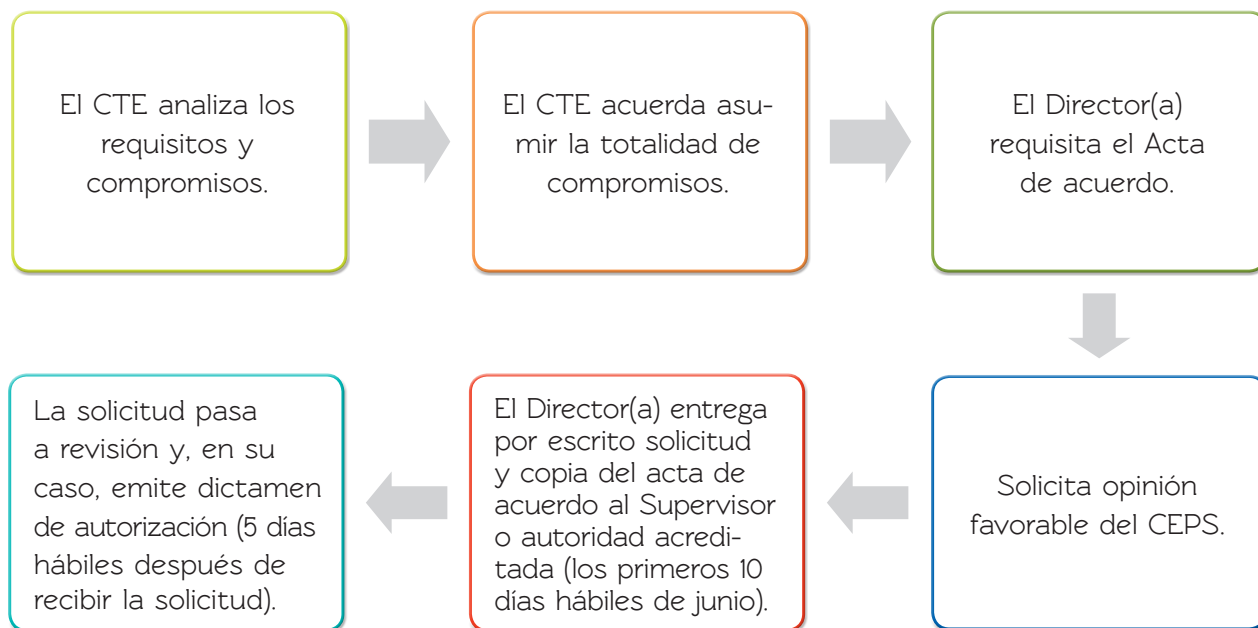 El CTE analiza los
requisitos y
compromisos.
El CTE acuerda asu-
mir la totalidad de
compromisos.
El Director(a)
requisita el Acta
de acuerdo.
Solicita opinión
favorable del CEPS.
El Director(a) entrega
por escrito solicitud
y copia del acta de
acuerdo al Supervisor
o autoridad acredi-
tada (los primeros 10
días hábiles de junio).
La solicitud pasa
a revisión y, en su
caso, emite dictamen
de autorización (5 días
hábiles después de
recibir la solicitud).